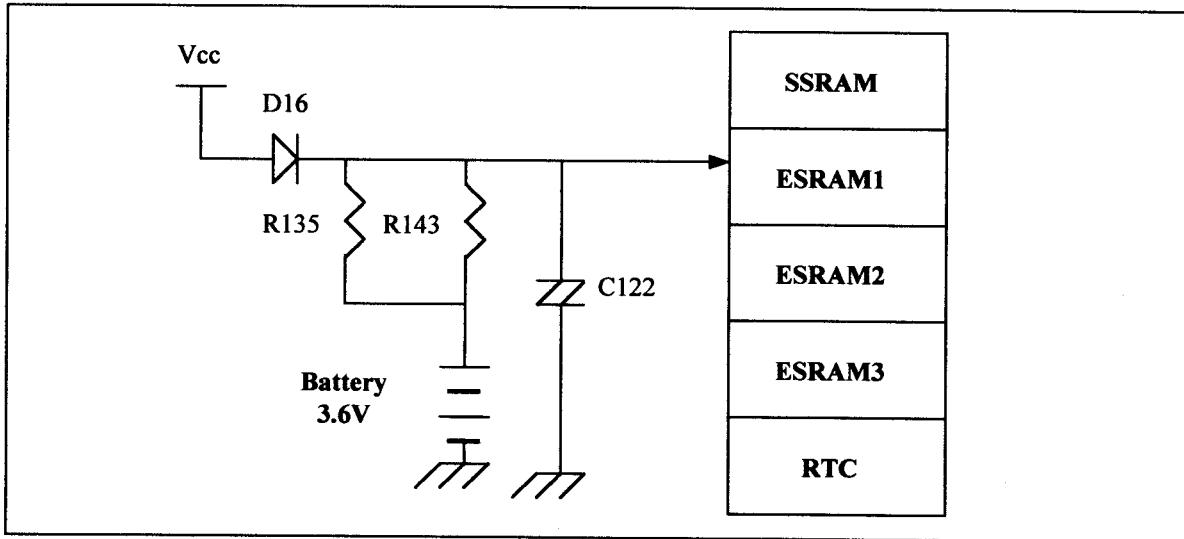 Vcc
D16
R135
R143
C122
Battery
3.6V
SSRAM
ESRAM1
ESRAM2
ESRAM3
RTC